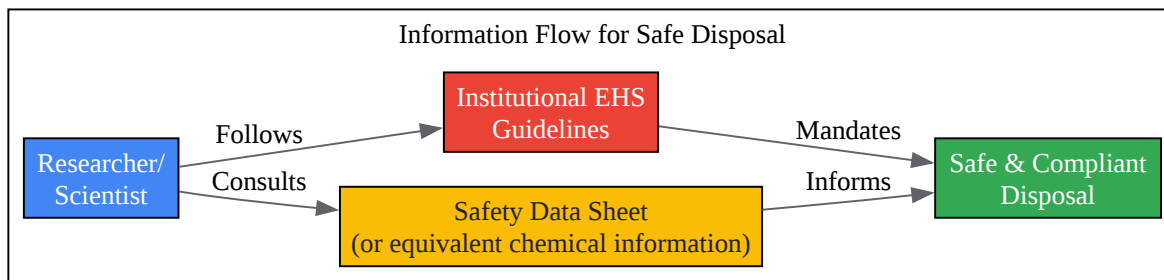 Information Flow for Safe Disposal
Institutional EHS
Guidelines
Follows
Mandates
Researcher/
Scientist
Consults
Informs
Safe & Compliant
Disposal
Safety Data Sheet
(or equivalent chemical information)